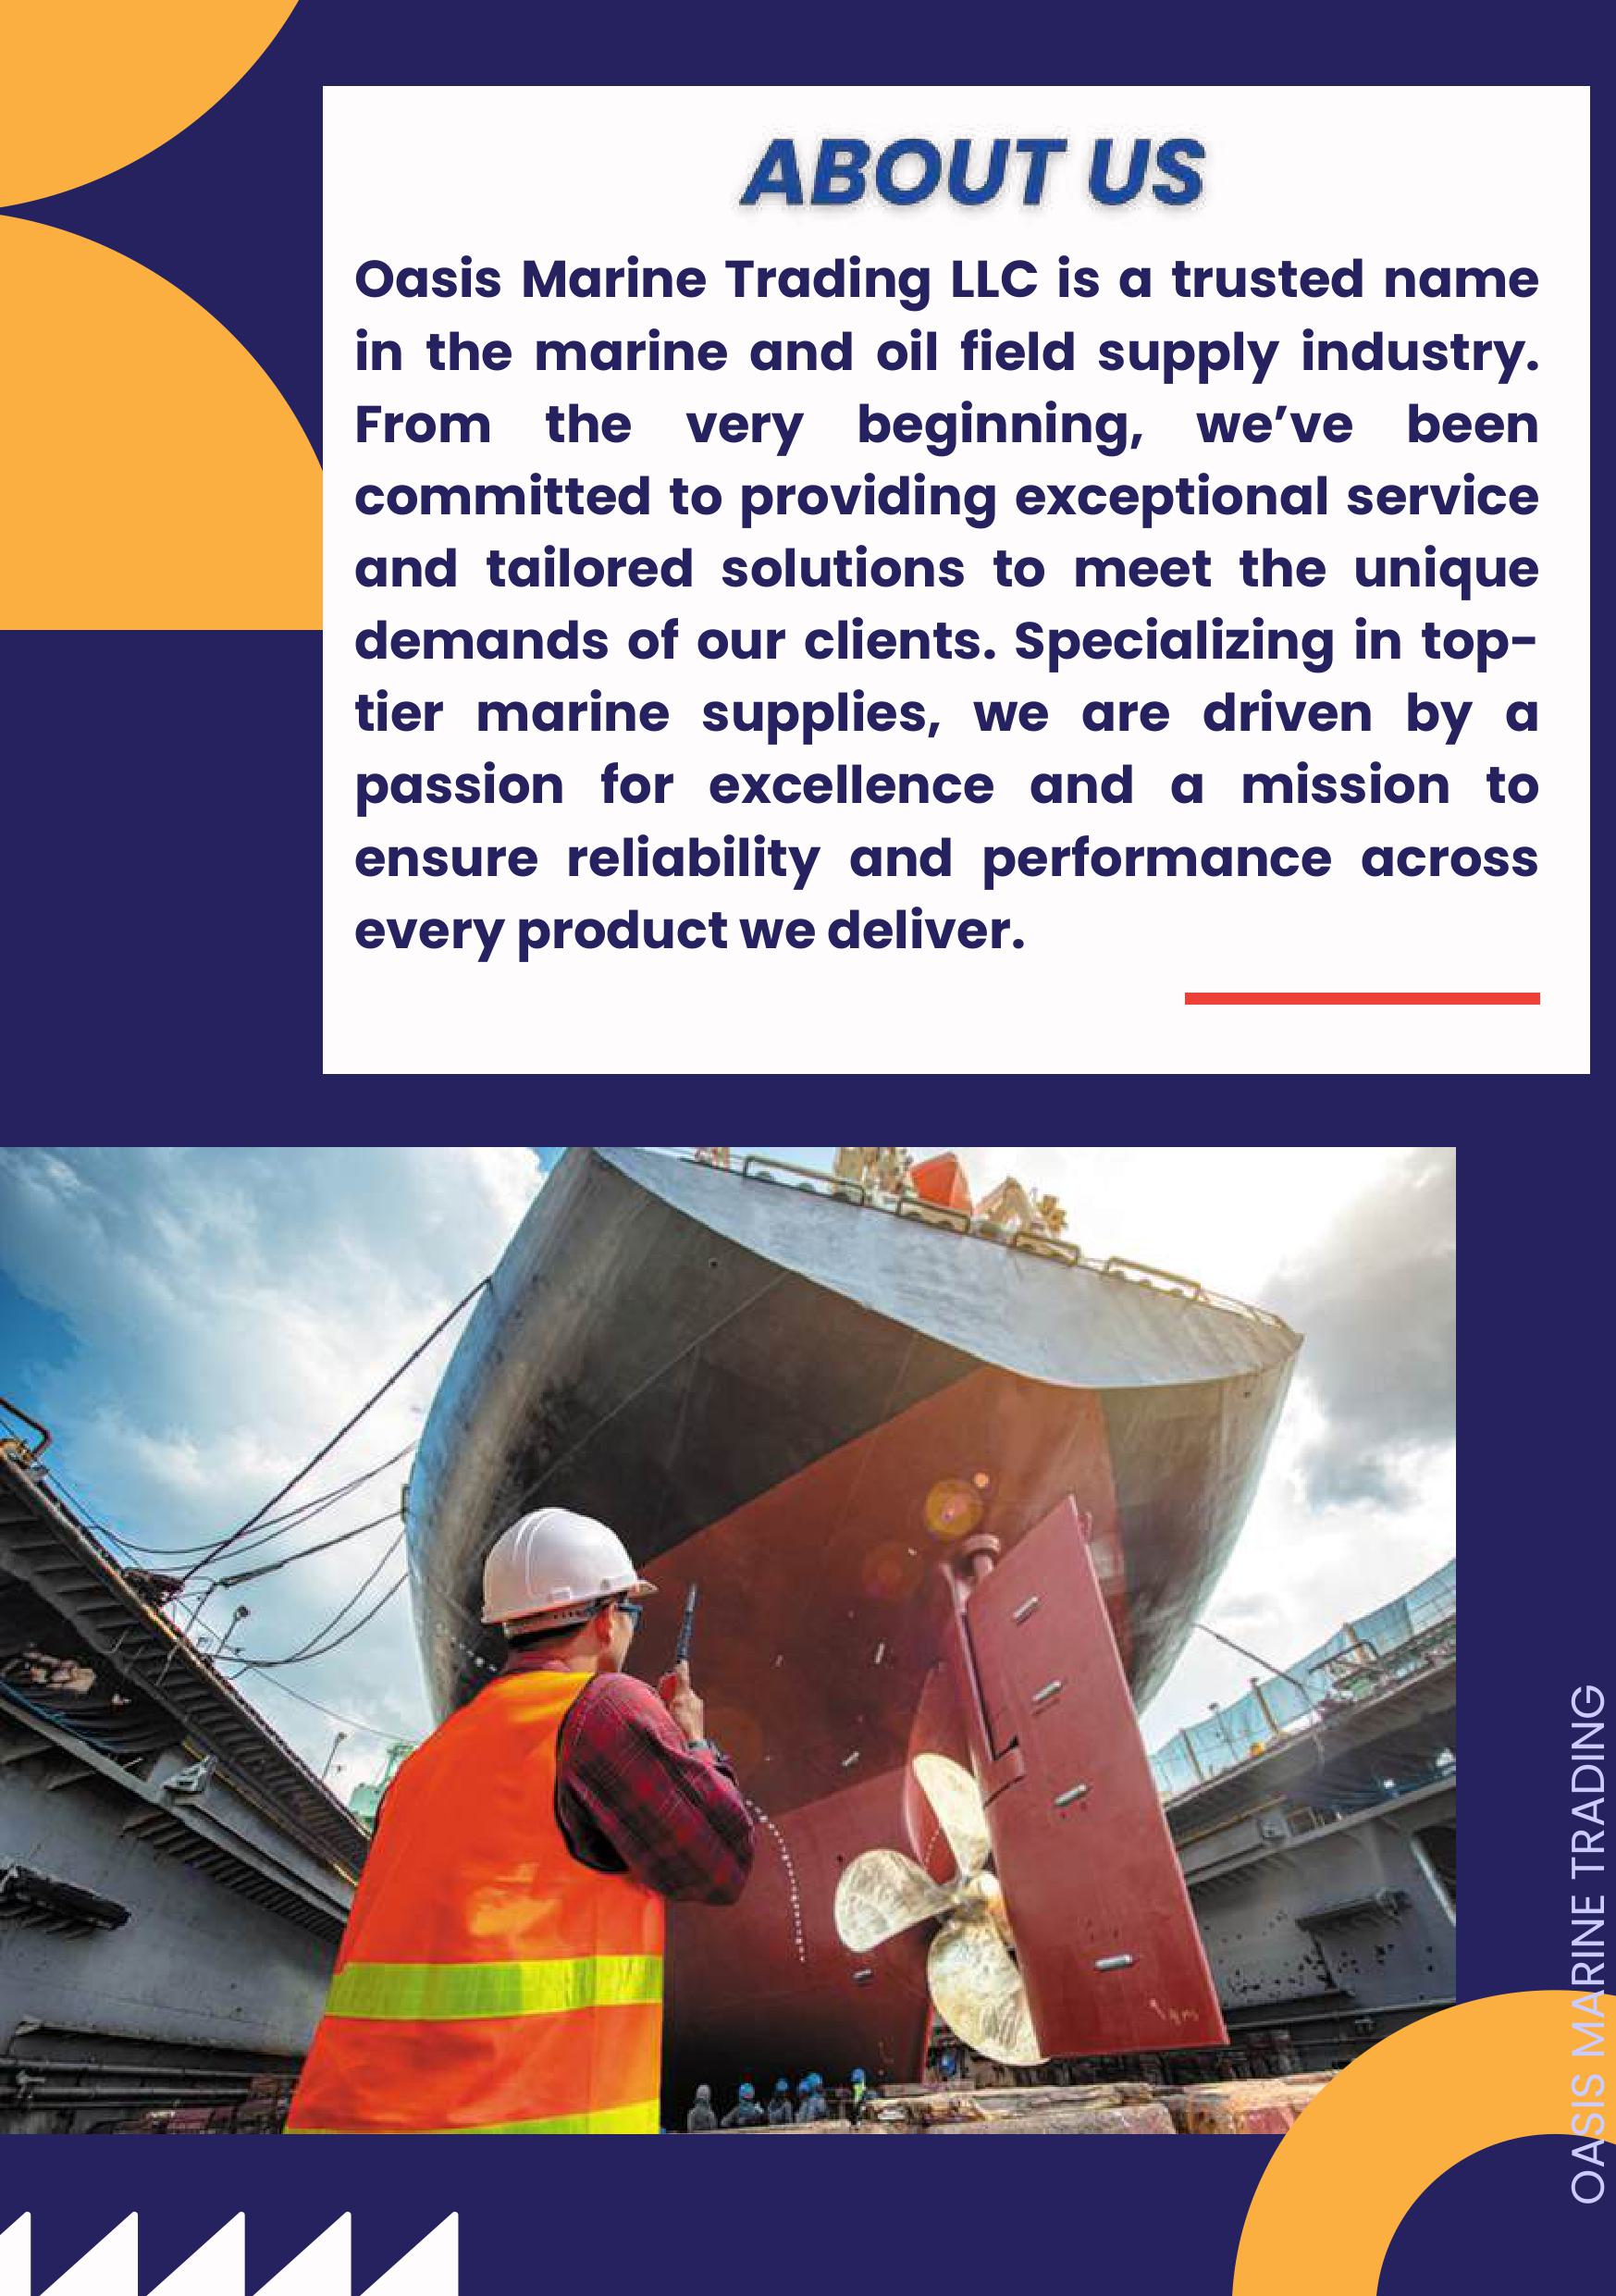 ABOUT US
Oasis Marine Trading LLC is a trusted name
in the marine and oil field supply industry.
From the very beginning, we’ve been
committed to providing exceptional service
and tailored solutions to meet the unique
demands of our clients. Specializing in top-
tier marine supplies, we are driven by a
passion for excellence and a mission to
ensure reliability and performance across
every product we deliver.
OASIS MARINE TRADING